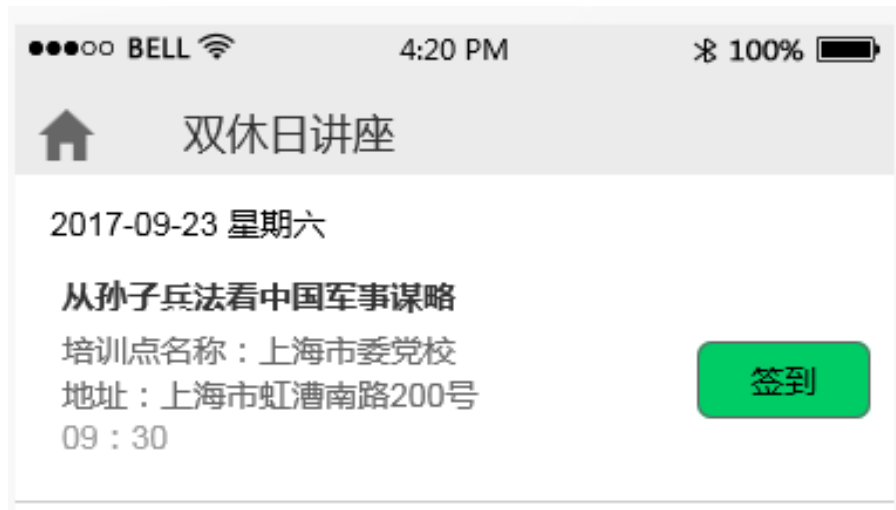 BELL 4:20 PM 100%
双休日讲座
2017-09-23 星期六
从孙子兵法看中国军事谋略
培训点名称：上海市委党校
地址：上海市虹漕南路200号
签到
09：30